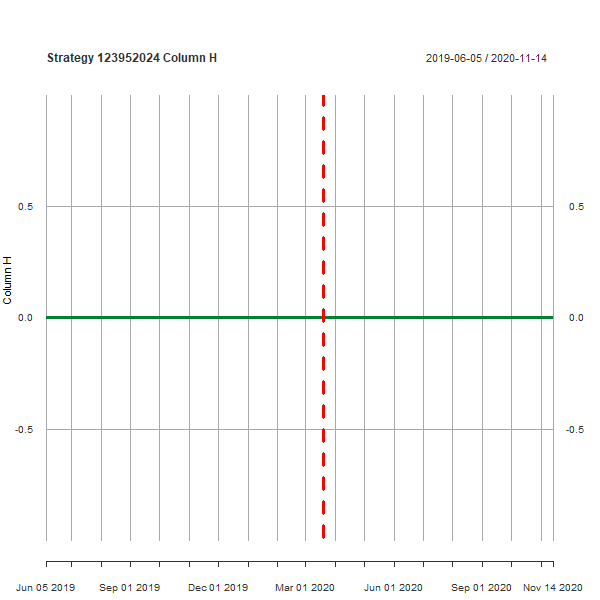 Strategy 123952024 Column H
2019-06-05 / 2020-11-14
0.5
0.5
Column H
0.0
0.0
-0.5
-0.5
Jun 05 2019
Sep 01 2019
Dec 01 2019
Mar 01 2020
Jun 01 2020
Sep 01 2020
Nov 14 2020